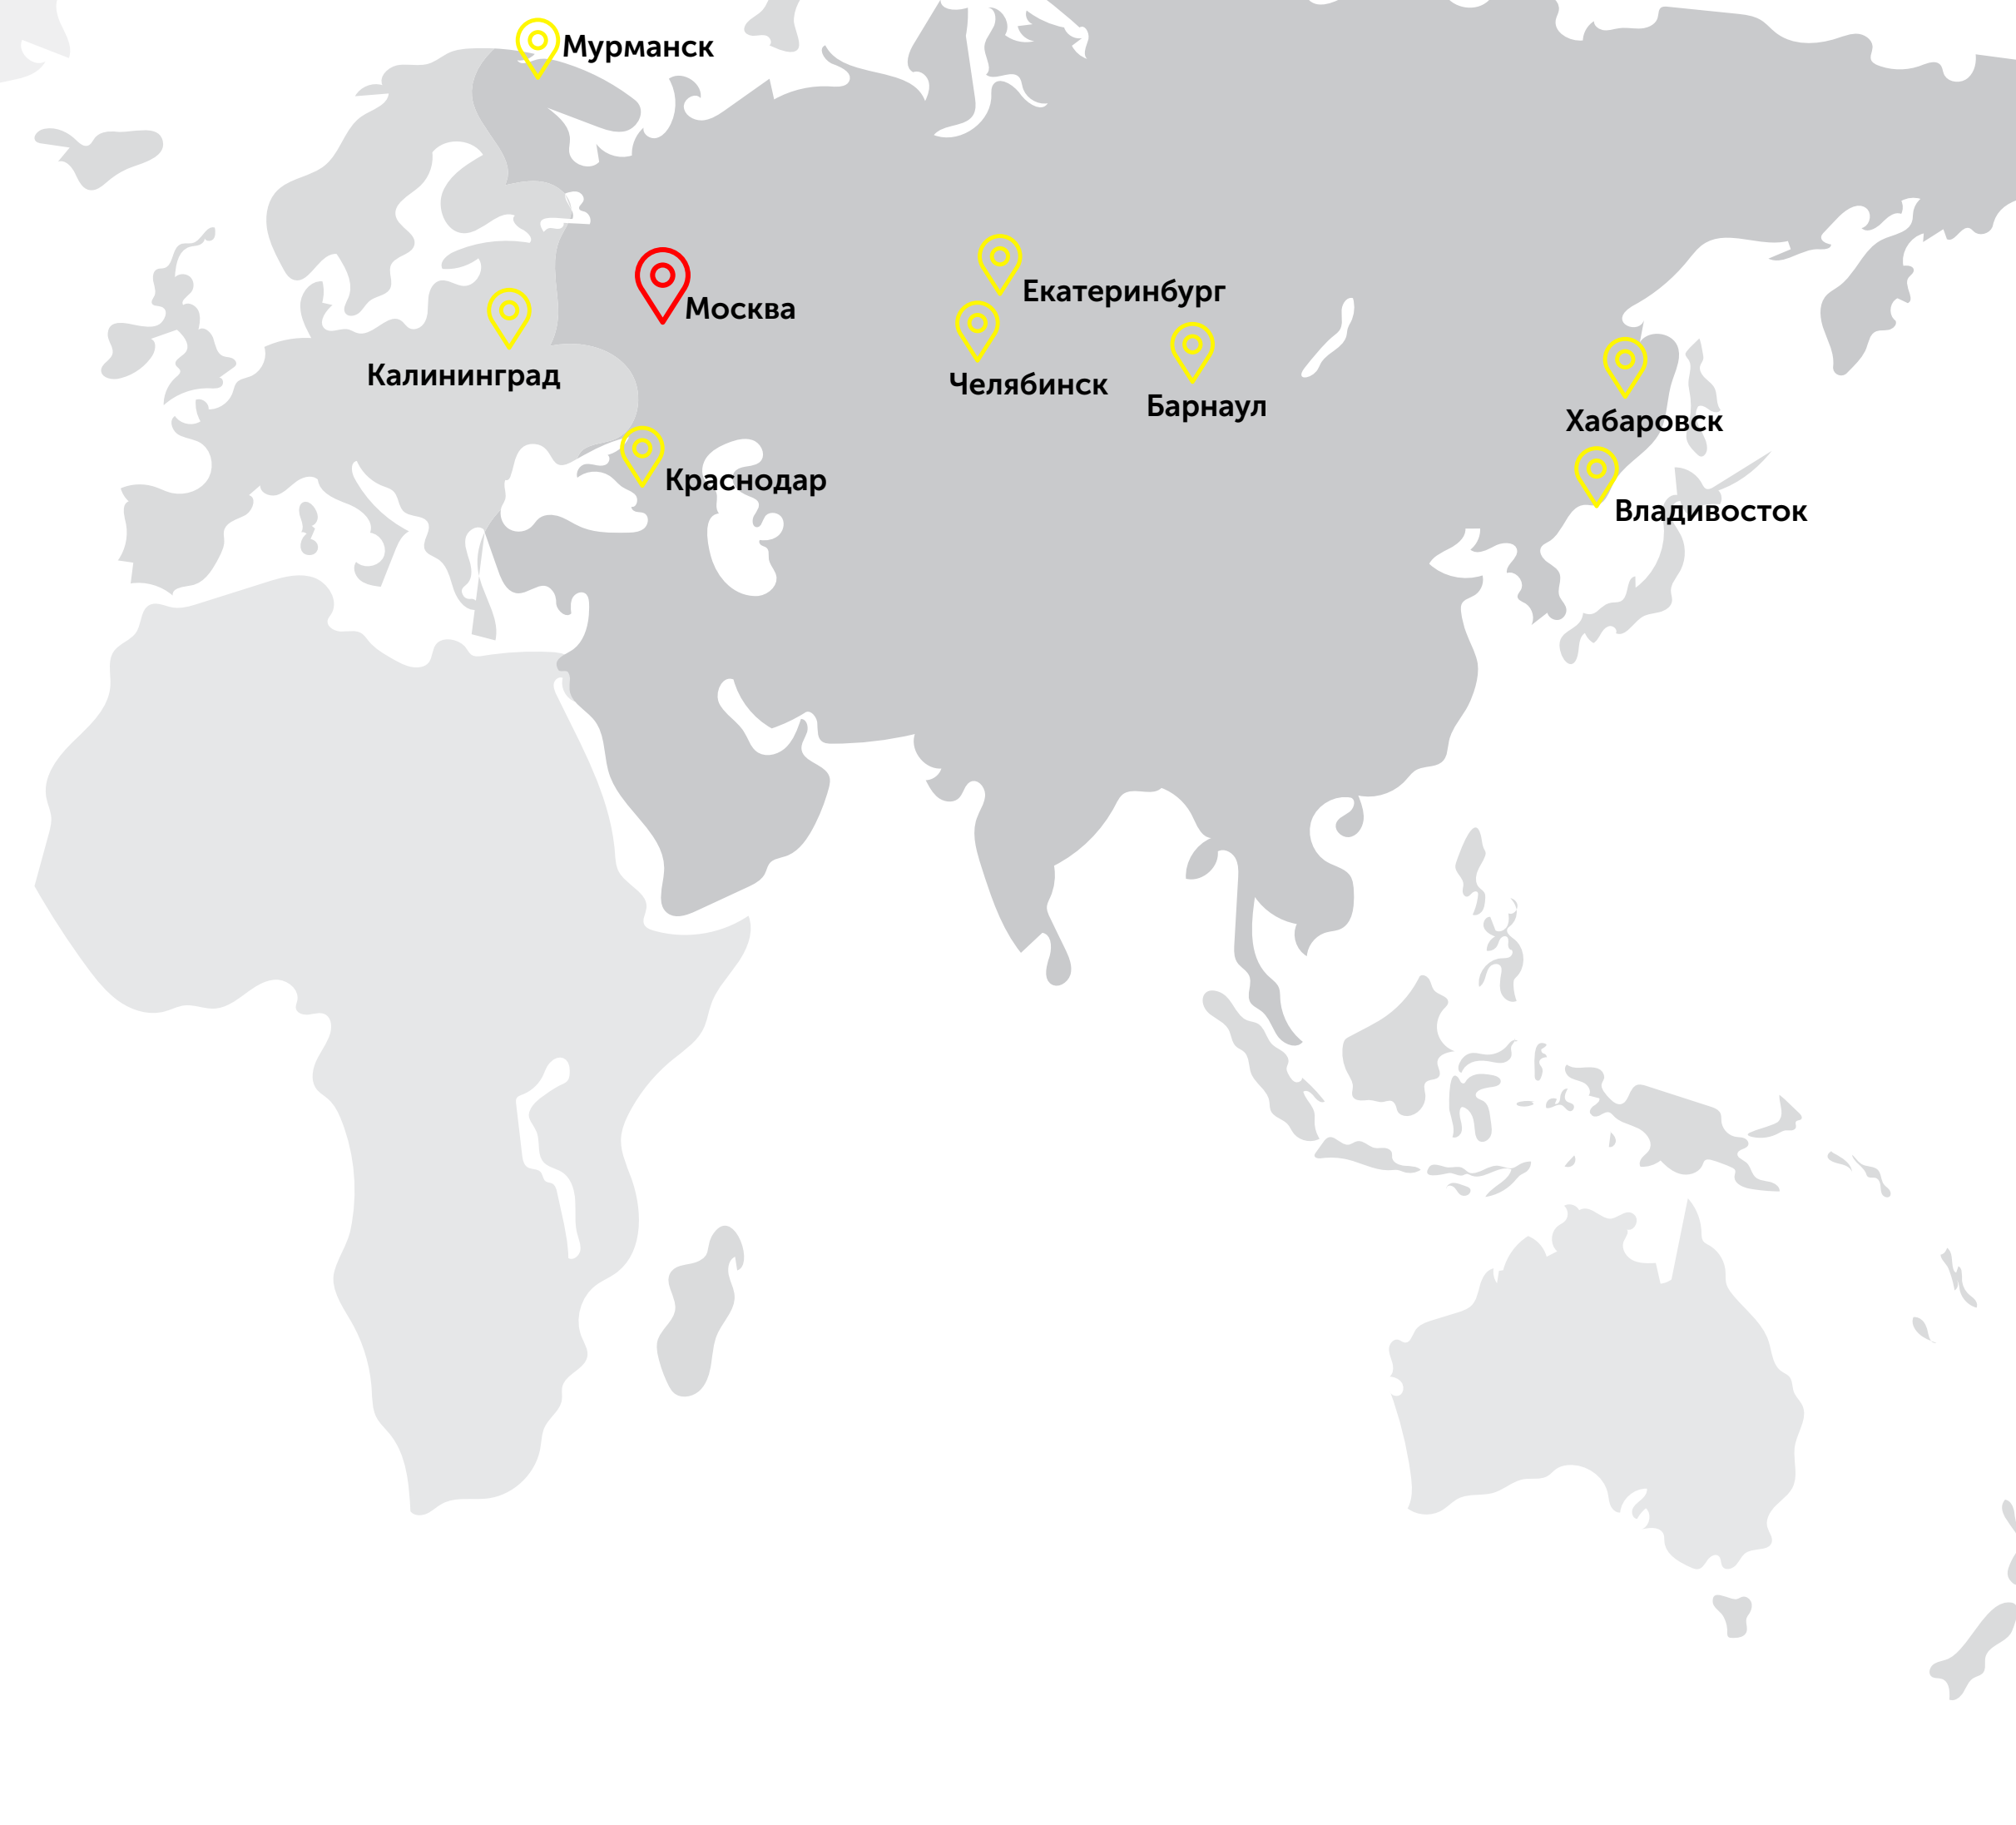 Мурманск
Екатеринбург
Москва
Калининград
Челябинск
Барнаул
Хабаровск
Краснодар
Владивосток